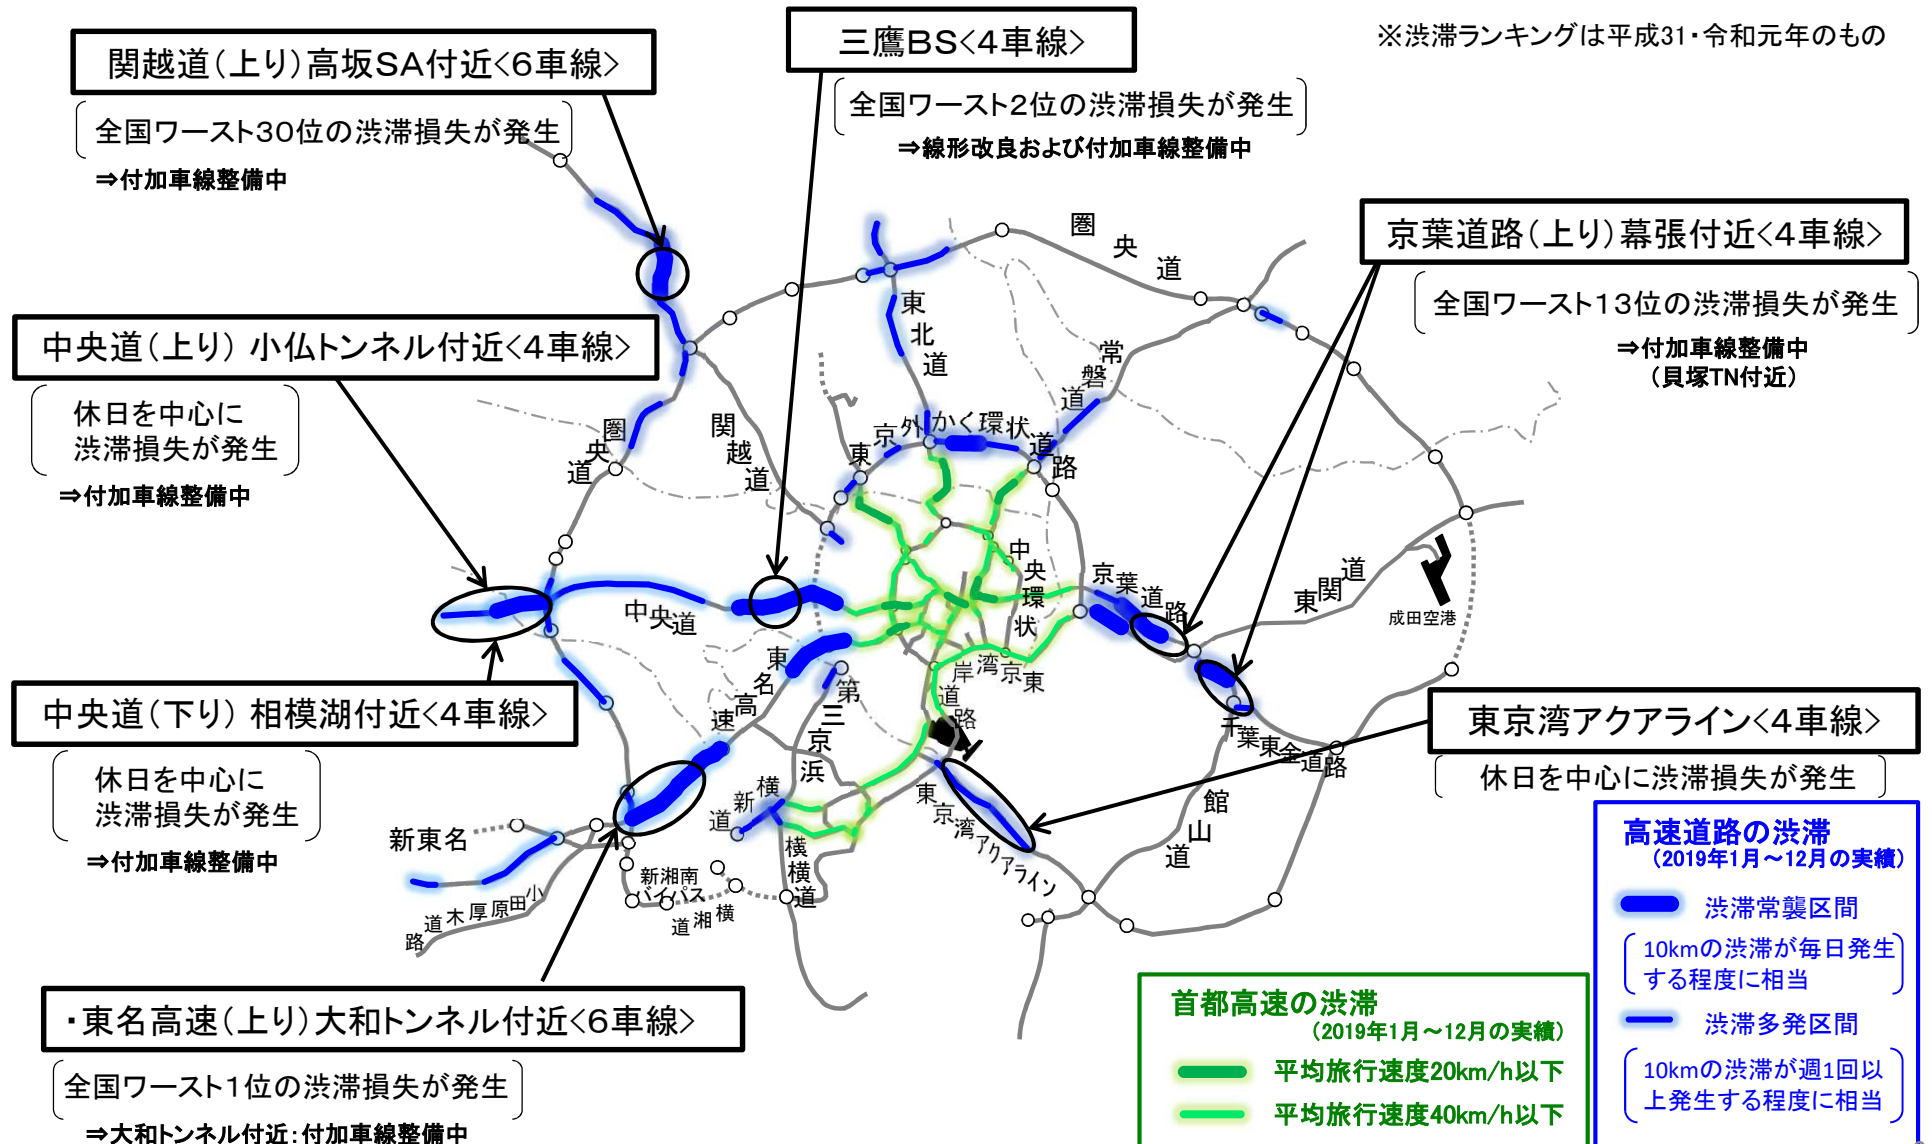 ※渋滞ランキングは平成31・令和元年のもの
関越道（上り）高坂SA付近<6車線>
全国ワースト30位の渋滞損失が発生
⇒付加車線整備中
三鷹BS<4車線>
全国ワースト2位の渋滞損失が発生
⇒線形改良および付加車線整備中
京葉道路（上り）幕張付近<4車線>
全国ワースト13位の渋滞損失が発生
⇒付加車線整備中
（貝塚TN付近）
中央道（上り） 小仏トンネル付近<4車線>
休日を中心に
渋滞損失が発生
⇒付加車線整備中
中央道（下り） 相模湖付近<4車線>
休日を中心に
渋滞損失が発生
⇒付加車線整備中
東京湾アクアライン<4車線>
休日を中心に渋滞損失が発生
・東名高速（上り）大和トンネル付近<6車線>
全国ワースト1位の渋滞損失が発生
⇒大和トンネル付近：付加車線整備中
圏央道
東北道
常磐道
圏央道
関越道
東京外かく環状道路
中央環状
京葉道路
東関道
成田空港
中央道
東名高速
第三京浜
東京湾岸道路
千葉東金道路
館山道
東京湾アクアライン
横新道
横横道
新東名
小田原厚木道路
新湘南
バイパス
横湘道
首都高速の渋滞
（2019年1月～12月の実績）
平均旅行速度20km/h以下
平均旅行速度40km/h以下
高速道路の渋滞
（2019年1月～12月の実績）
渋滞常襲区間
10kmの渋滞が毎日発生
する程度に相当
渋滞多発区間
10kmの渋滞が週1回以
上発生する程度に相当